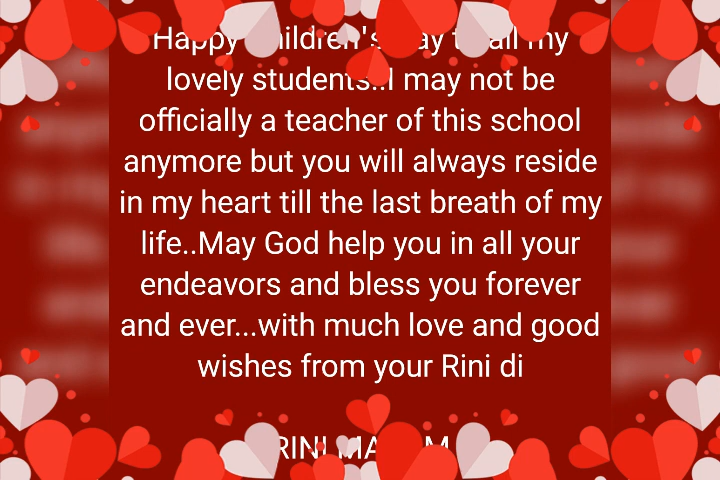 Happy Children's Day to all my
lovely students..I may not be
officially a teacher of this school
anymore but you will always reside
in my heart till the last breath of my
life..May God help you in all your
endeavors and bless you forever
and ever...with much love and good
wishes from your Rini di
RINI